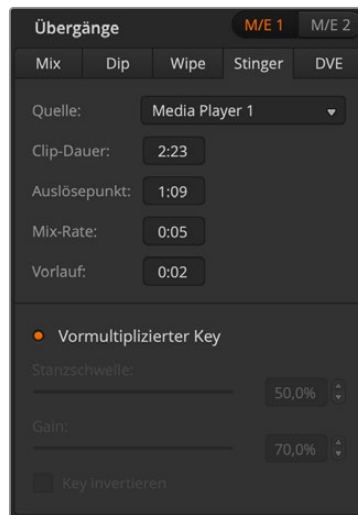 Übergänge M/E 1 M/E 2
Mix Dip Wipe Stinger DVE
Quelle: Media Player 1
Clip-Dauer: 2:23
Auslösepunkt: 1:09
Mix-Rate: 0:05
Vorlauf: 0:02
Vormultiplizierter Key
Stanzschwelle:
50,0%
Gain:
70,0%
Key invertieren